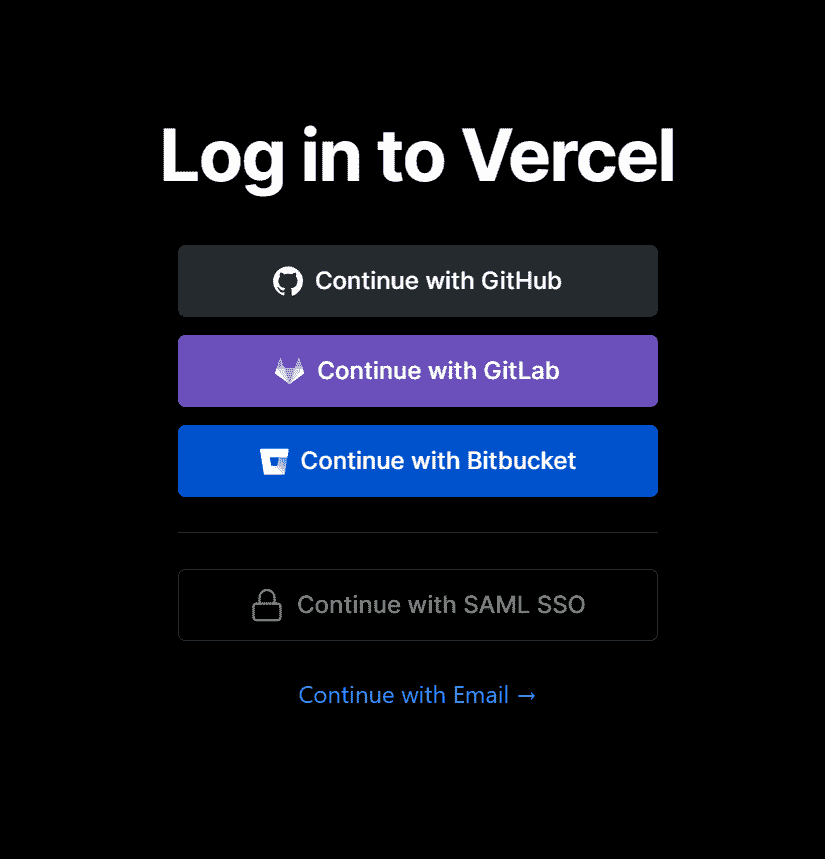 Log in to Vercel
Continue with GitHub
Continue with GitLab
Continue with Bitbucket
Continue with SAML SSO
Continue with Email →